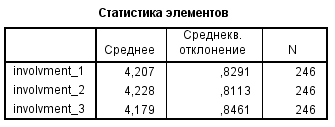 Статистика элементов
Среднекв.
Среднее отклонение N
involvment_1 4,207 ,8291 246
involvment_2 4,228 ,8113 246
involvment_3 4,179 ,8461 246